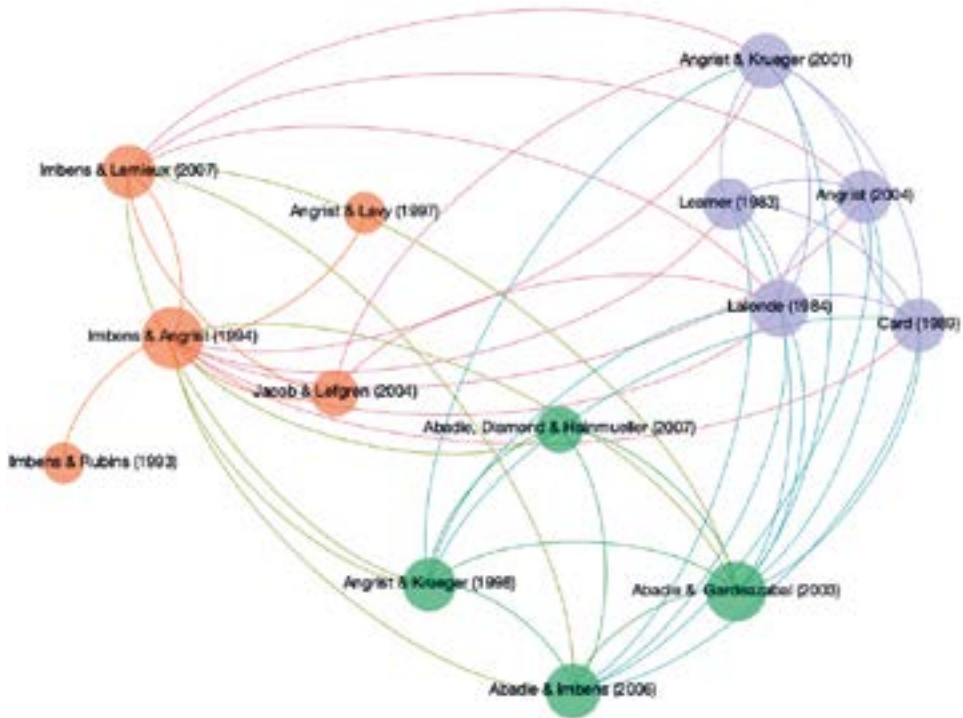 Angrist & Krueger (2001)
Imbens & Lemieux (2007)
Angrist & Lavy (1997)
Leamer (1983)
Angrist (2004)
Lalonde (1984)
Card (1989)
Imbens & Angrist (1994)
Jacob & Lefgren (2004)
Abadie, Diamond & Hainmueller (2007)
Imbens & Rubins (1993)
Angrist & Krueger (1998)
Abadie & Gardeazabal (2003)
Abadie & Imbens (2006)